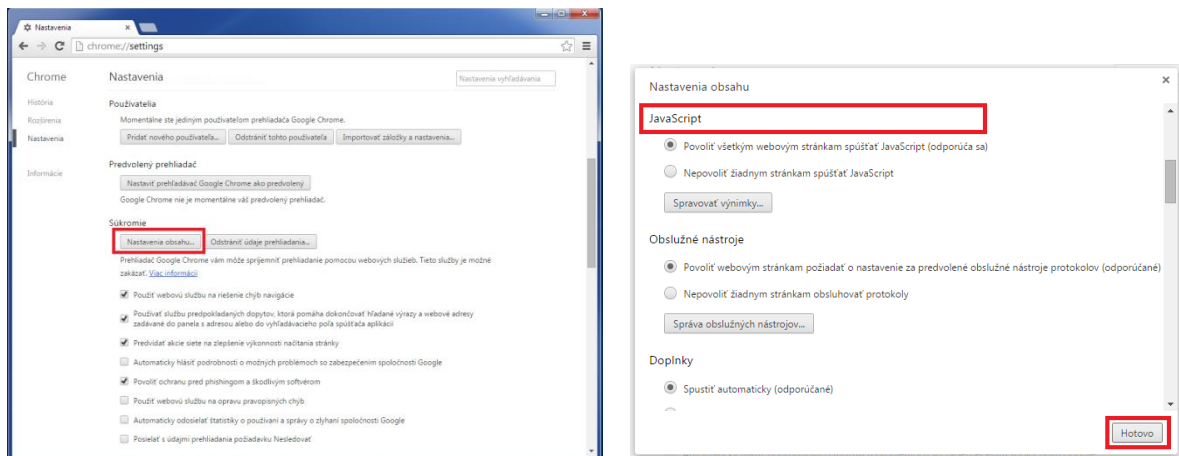 Nastavenia
chrome://settings
Chrome
Nastavenia
Nastavenia vyhľadávania
História
Rozšírenia
Nastavenia
Informácie
Používatelia
Momentálne ste jediným používateľom prehliadača Google Chrome.
Pridať nového používateľa... Odstrániť tohto používateľa Importovať záložky a nastavenia...
Predvolený prehliadač
Nastaviť prehľadávač Google Chrome ako predvolený
Google Chrome nie je momentálne váš predvolený prehliadač.
Súkromie
Nastavenia obsahu... Odstrániť údaje prehliadania...
Prehliadač Google Chrome vám môže spríjemniť prehliadanie pomocou webových služieb. Tieto služby je možné
zakázať. Viac informácií
Použiť webovú službu na riešenie chýb navigácie
Používať službu predpokladaných dopytov, ktorá pomáha dokončovať hľadané výrazy a webové adresy
zadávané do panela s adresou alebo do vyhľadávacieho poľa spúšťača aplikácií
Predvídať akcie siete na zlepšenie výkonnosti načítania stránky
Automaticky hlásiť podrobnosti o možných problémoch so zabezpečením spoločnosti Google
Povoliť ochranu pred phishingom a škodlivým softvérom
Použiť webovú službu na opravu pravopisných chýb
Automaticky odosielať štatistiky o používaní a správy o zlyhaní spoločnosti Google
Posielať s údajmi prehliadania požiadavku Nesledovať
Nastavenia obsahu
JavaScript
Povoliť všetkým webovým stránkam spúšťať JavaScript (odporúča sa)
Nepovoliť žiadnym stránkam spúšťať JavaScript
Spravovať výnimky...
Obslužné nástroje
Povoliť webovým stránkam požiadať o nastavenie za predvolené obslužné nástroje protokolov (odporúčané)
Nepovoliť žiadnym stránkam obsluhovať protokoly
Správa obslužných nástrojov...
Doplnky
Spustiť automaticky (odporúčané)
Hotovo